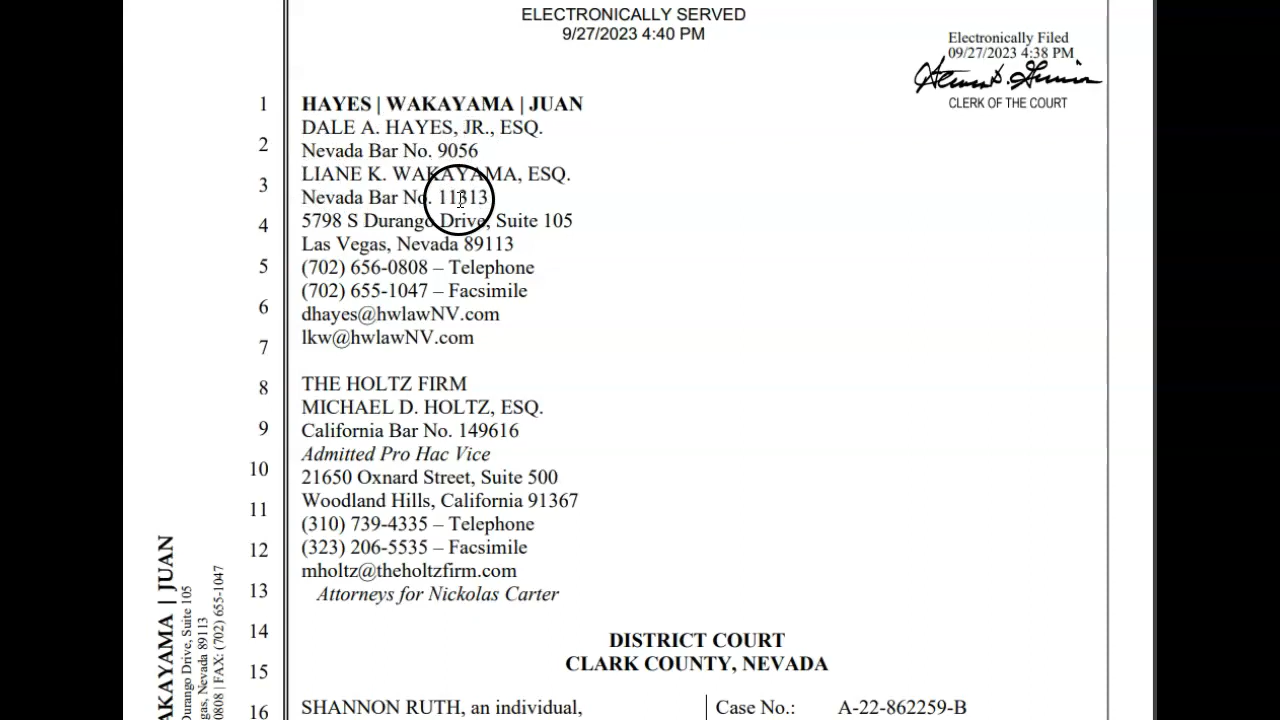 ELECTRONICALLY SERVED
9/27/2023 4:40 PM
Electronically Filed
09/27/2023 4:38 PM
CLERK OF THE COURT
1 HAYES | WAKAYAMA | JUAN
DALE A. HAYES, JR., ESQ.
2 Nevada Bar No. 9056
LIANE K. WAKAYAMA, ESQ.
3 Nevada Bar No. 11313
4 5798 S Durango Drive, Suite 105
Las Vegas, Nevada 89113
5 (702) 656-0808 – Telephone
(702) 655-1047 – Facsimile
6 dhayes@hwlawNV.com
7 lkw@hwlawNV.com
8 THE HOLTZ FIRM
MICHAEL D. HOLTZ, ESQ.
9 California Bar No. 149616
Admitted Pro Hac Vice
10 21650 Oxnard Street, Suite 500
11 Woodland Hills, California 91367
(310) 739-4335 – Telephone
12 (323) 206-5535 – Facsimile
mholtz@theholtzfirm.com
13 Attorneys for Nickolas Carter
14 DISTRICT COURT
15 CLARK COUNTY, NEVADA
16 SHANNON RUTH, an individual, Case No.: A-22-862259-B
AKAYAMA | JUAN
Durango Drive, Suite 105
gas, Nevada 89113
0808 | FAX: (702) 655-1047